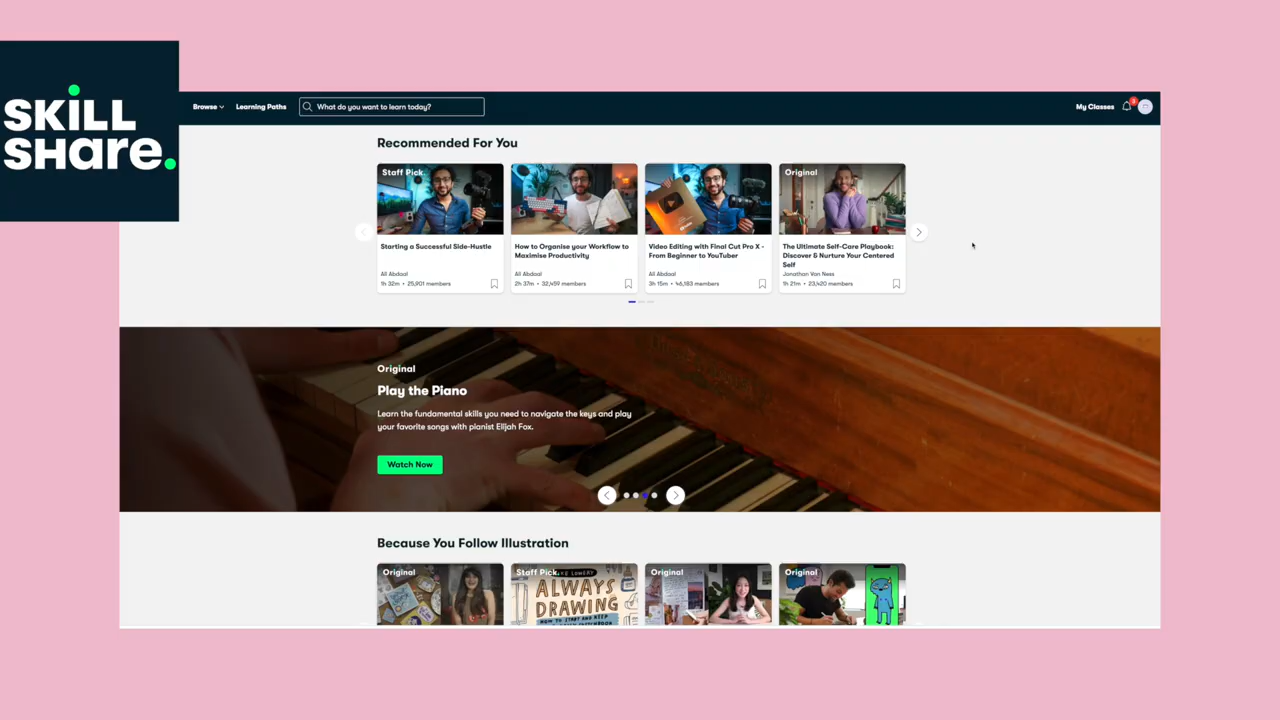 SKILL
SHare.
Browse
Learning Paths
What do you want to learn today?
My Classes
Recommended For You
Staff Pick.
Original
Starting a Successful Side-Hustle
Ali Abdaal
1h 32m • 25,901 members
How to Organise your Workflow to
Maximise Productivity
Ali Abdaal
2h 37m • 32,459 members
Video Editing with Final Cut Pro X -
From Beginner to YouTuber
Ali Abdaal
3h 15m • 46,183 members
The Ultimate Self-Care Playbook:
Discover & Nurture Your Centered
Self
Jonathan Van Ness
1h 21m • 23,420 members
Original
Play the Piano
Learn the fundamental skills you need to navigate the keys and play
your favorite songs with pianist Elijah Fox.
Watch Now
Because You Follow Illustration
Original
Staff Pick.
LOWERY
ALWAYS
DRAWING
HOW TO START AND KEEP
Original
Original